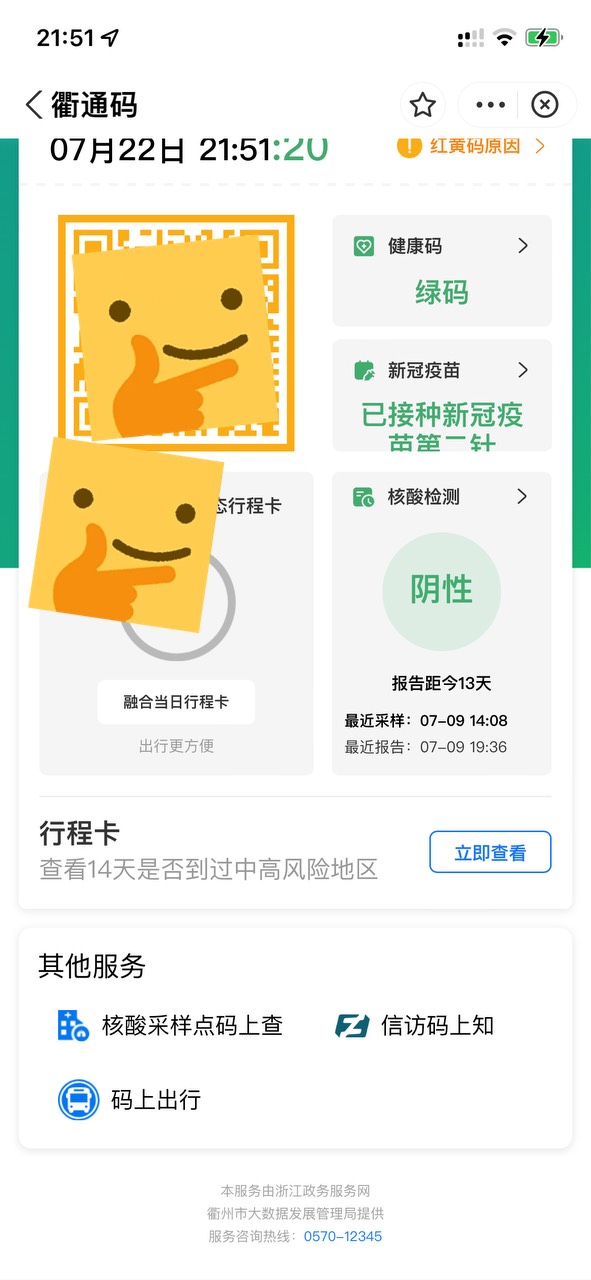 21:51
衢通码
07月22日 21:51:20
红黄码原因
健康码
绿码
新冠疫苗
已接种新冠疫
苗第二针
态行程卡
核酸检测
阴性
融合当日行程卡
报告距今13天
最近采样：07-09 14:08
出行更方便
最近报告：07-09 19:36
行程卡
查看14天是否到过中高风险地区
立即查看
其他服务
核酸采样点码上查
信访码上知
码上出行
本服务由浙江政务服务网
衢州市大数据发展管理局提供
服务咨询热线：0570-12345